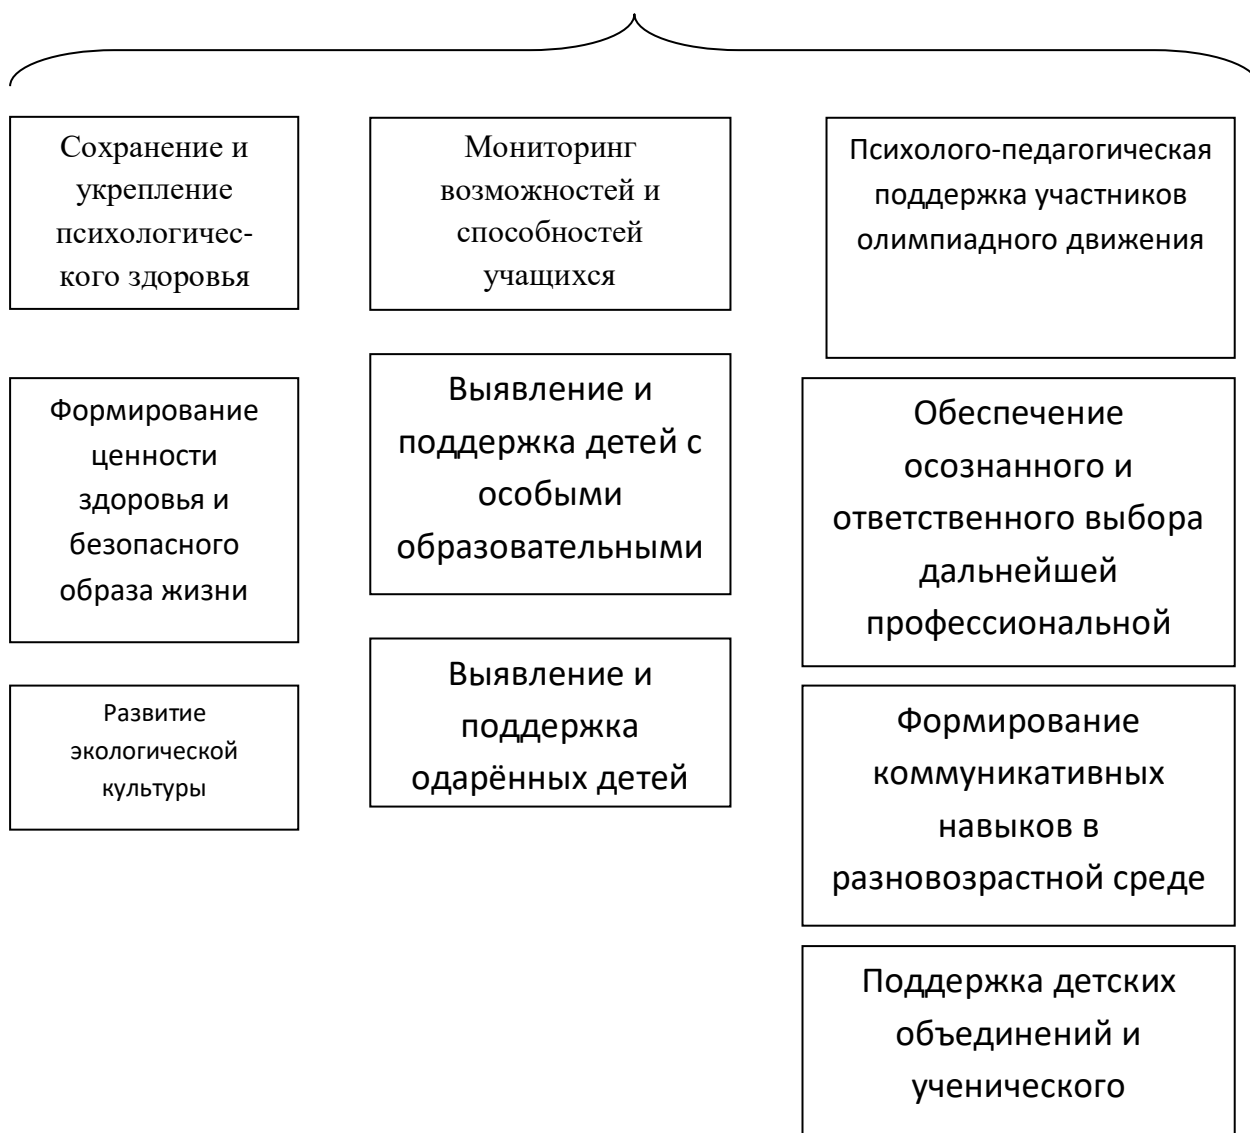 Сохранение и
укрепление
психологичес-
кого здоровья
Мониторинг
возможностей и
способностей
учащихся
Психолого-педагогическая
поддержка участников
олимпиадного движения
Формирование
ценности
здоровья и
безопасного
образа жизни
Выявление и
поддержка детей с
особыми
образовательными
Обеспечение
осознанного и
ответственного выбора
дальнейшей
профессиональной
Развитие
экологической
культуры
Выявление и
поддержка
одарённых детей
Формирование
коммуникативных
навыков в
разновозрастной среде
Поддержка детских
объединений и
ученического